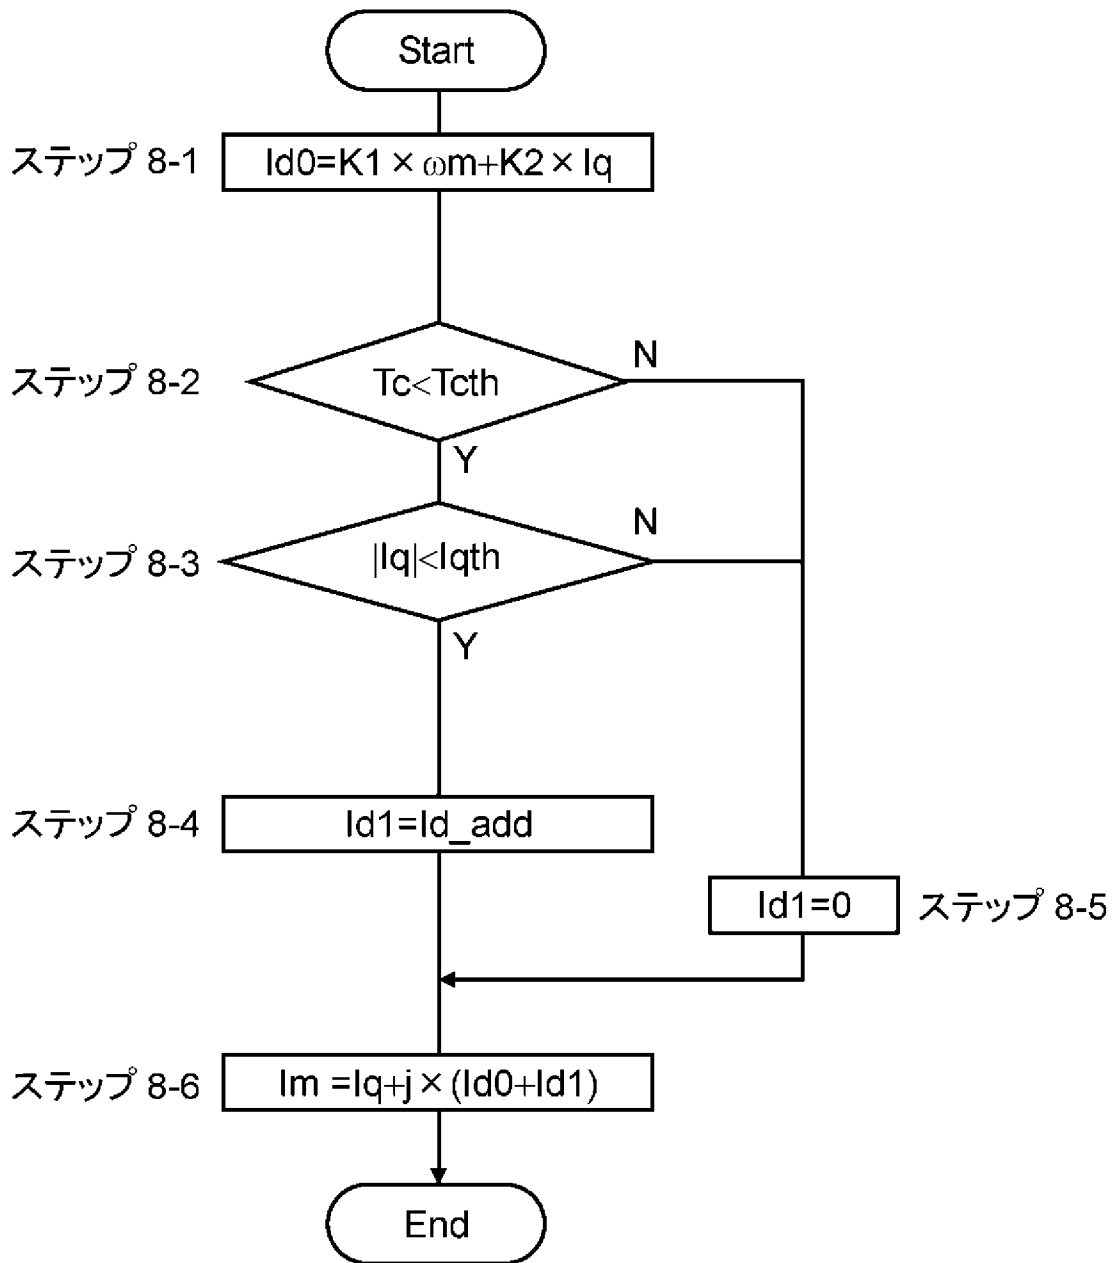 Start
ステップ 8-1
Id0=K1×ωm+K2×Iq
ステップ 8-2
Tc<Tcth
N
Y
ステップ 8-3
|Iq|<Iqth
N
Y
ステップ 8-4
Id1=Id_add
Id1=0
ステップ 8-5
ステップ 8-6
Im =Iq+j×(Id0+Id1)
End